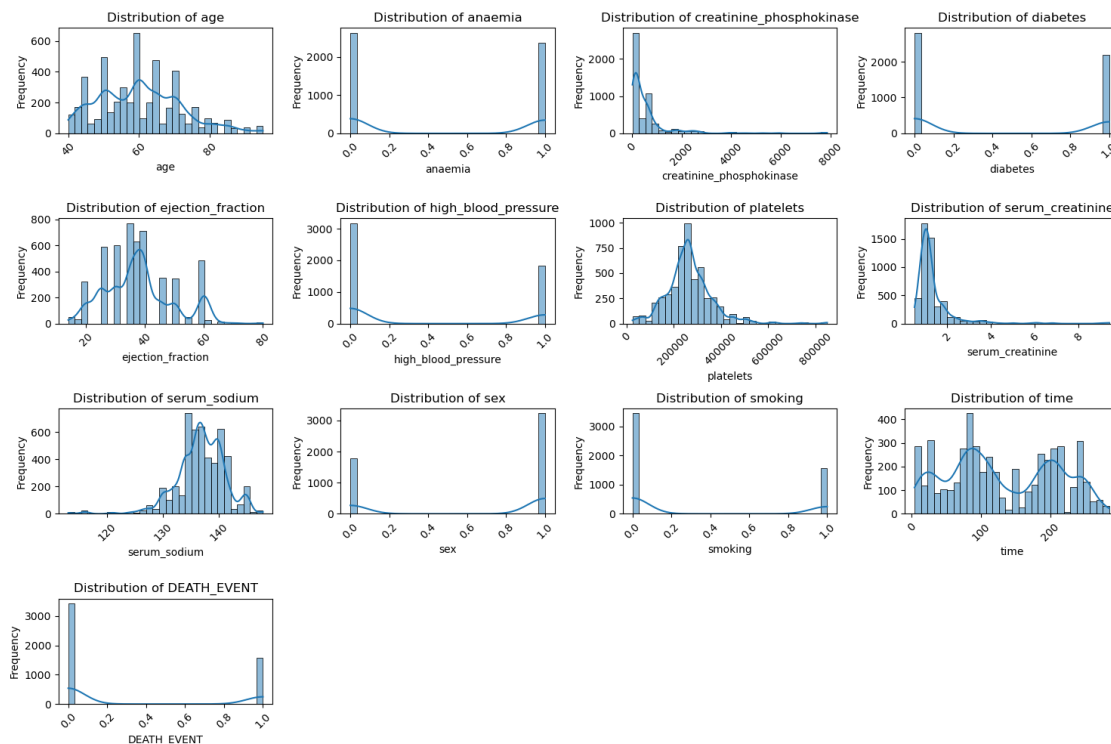 Distribution of age
Frequency
600
400
200
0
40
60
80
age
Distribution of anaemia
Frequency
2000
1000
0
0.0
0.2
0.4
0.6
0.8
1.0
anaemia
Distribution of creatinine_phosphokinase
Frequency
2000
1000
0
0
2000
4000
6000
8000
creatinine_phosphokinase
Distribution of diabetes
Frequency
2000
1000
0
0.0
0.2
0.4
0.6
0.8
1.0
diabetes
Distribution of ejection_fraction
Frequency
800
600
400
200
0
20
40
60
80
ejection_fraction
Distribution of high_blood_pressure
Frequency
3000
2000
1000
0
0.0
0.2
0.4
0.6
0.8
1.0
high_blood_pressure
Distribution of platelets
Frequency
1000
750
500
250
0
0
200000
400000
600000
800000
platelets
Distribution of serum_creatinine
Frequency
1500
1000
500
0
2
4
6
8
serum_creatinine
Distribution of serum_sodium
Frequency
600
400
200
0
120
130
140
serum_sodium
Distribution of sex
Frequency
3000
2000
1000
0
0.0
0.2
0.4
0.6
0.8
1.0
sex
Distribution of smoking
Frequency
3000
2000
1000
0
0.0
0.2
0.4
0.6
0.8
1.0
smoking
Distribution of time
Frequency
400
300
200
100
0
0
100
200
time
Distribution of DEATH_EVENT
Frequency
3000
2000
1000
0
0.0
0.2
0.4
0.6
0.8
1.0
DEATH_EVENT